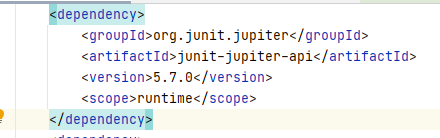 <dependency>
<groupId>org.junit.jupiter</groupId>
<artifactId>junit-jupiter-api</artifactId>
<version>5.7.0</version>
<scope>runtime</scope>
</dependency>
<dependency>